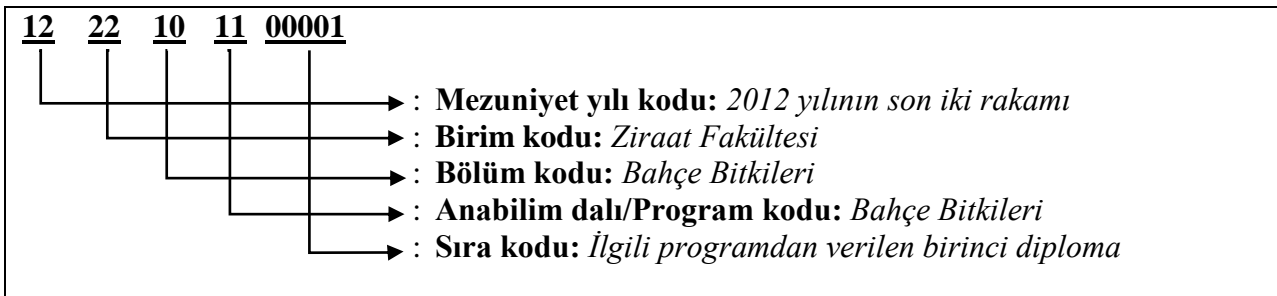 12 22 10 11 00001
: Mezuniyet yılı kodu: 2012 yılının son iki rakamı
: Birim kodu: Ziraat Fakültesi
: Bölüm kodu: Bahçe Bitkileri
: Anabilim dalı/Program kodu: Bahçe Bitkileri
: Sıra kodu: İlgili programdan verilen birinci diploma